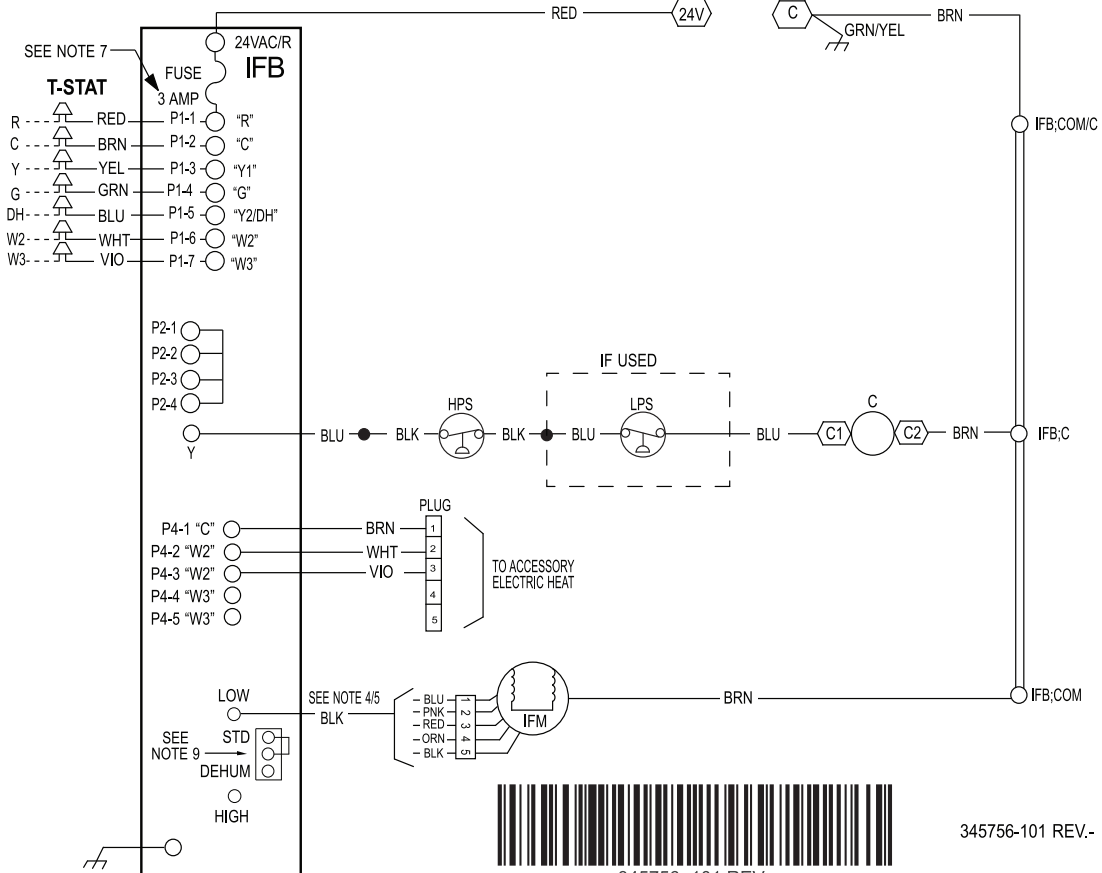 RED
24V
C
BRN
GRN/YEL
SEE NOTE 7
24VAC/R
IFB
FUSE
3 AMP
T-STAT
R RED P1-1 "R"
C BRN P1-2 "C"
Y YEL P1-3 "Y1"
G GRN P1-4 "G"
DH BLU P1-5 "Y2/DH"
W2 WHT P1-6 "W2"
W3 VIO P1-7 "W3"
IFB;COM/C
P2-1
P2-2
P2-3
P2-4
IF USED
HPS
LPS
C
Y
BLU BLK BLK BLU BLU C1 C2 BRN IFB;C
PLUG
P4-1 "C" BRN 1
P4-2 "W2" WHT 2
P4-3 "W2" VIO 3
P4-4 "W3" 4
P4-5 "W3" 5
TO ACCESSORY
ELECTRIC HEAT
LOW
SEE NOTE 4/5
BLK
BLU 1
PNK 2
RED 3
ORN 4
BLK 5
IFM
BRN
IFB;COM
SEE
NOTE 9
STD
DEHUM
HIGH
345756-101 REV.-